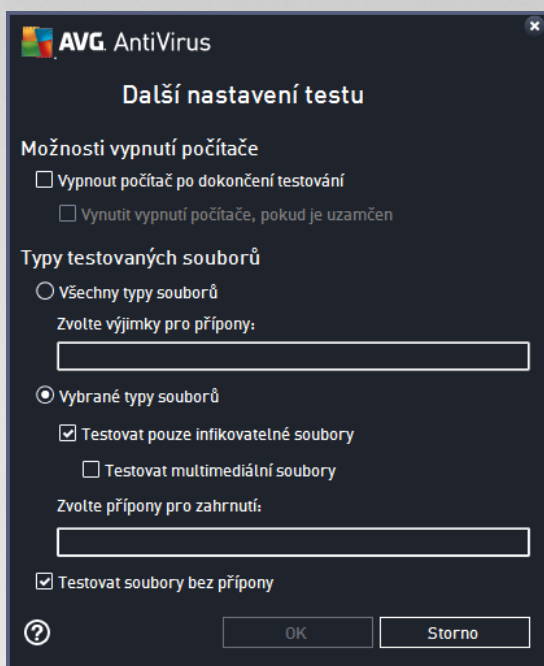 AVG. AntiVirus
Další nastavení testu
Možnosti vypnutí počítače
Vypnout počítač po dokončení testování
Vynutit vypnutí počítače, pokud je uzamčen
Typy testovaných souborů
Všechny typy souborů
Zvolte výjimky pro přípony:
Vybrané typy souborů
Testovat pouze infikovatelné soubory
Testovat multimediální soubory
Zvolte přípony pro zahrnutí:
Testovat soubory bez přípony
OK
Storno